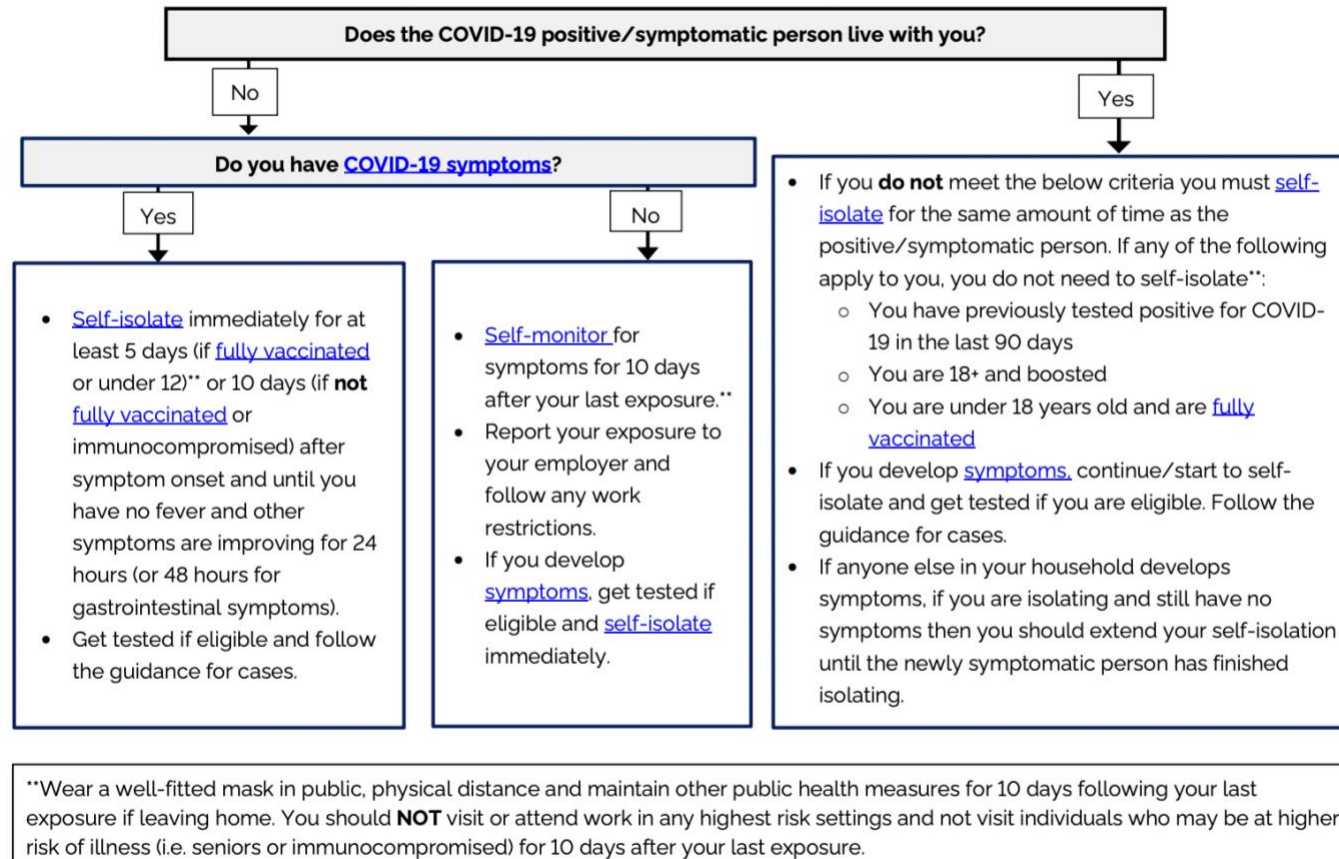 Does the COVID-19 positive/symptomatic person live with you?
No
Yes
Do you have COVID-19 symptoms?
Yes
No
• Self-isolate immediately for at
least 5 days (if fully vaccinated
or under 12)** or 10 days (if not
fully vaccinated or
immunocompromised) after
symptom onset and until you
have no fever and other
symptoms are improving for 24
hours (or 48 hours for
gastrointestinal symptoms).
• Get tested if eligible and follow
the guidance for cases.
• Self-monitor for
symptoms for 10 days
after your last exposure.**
• Report your exposure to
your employer and
follow any work
restrictions.
• If you develop
symptoms, get tested if
eligible and self-isolate
immediately.
• If you do not meet the below criteria you must self-
isolate for the same amount of time as the
positive/symptomatic person. If any of the following
apply to you, you do not need to self-isolate**:
o You have previously tested positive for COVID-
19 in the last 90 days
o You are 18+ and boosted
o You are under 18 years old and are fully
vaccinated
• If you develop symptoms, continue/start to self-
isolate and get tested if you are eligible. Follow the
guidance for cases.
• If anyone else in your household develops
symptoms, if you are isolating and still have no
symptoms then you should extend your self-isolation
until the newly symptomatic person has finished
isolating.
**Wear a well-fitted mask in public, physical distance and maintain other public health measures for 10 days following your last
exposure if leaving home. You should NOT visit or attend work in any highest risk settings and not visit individuals who may be at higher
risk of illness (i.e. seniors or immunocompromised) for 10 days after your last exposure.